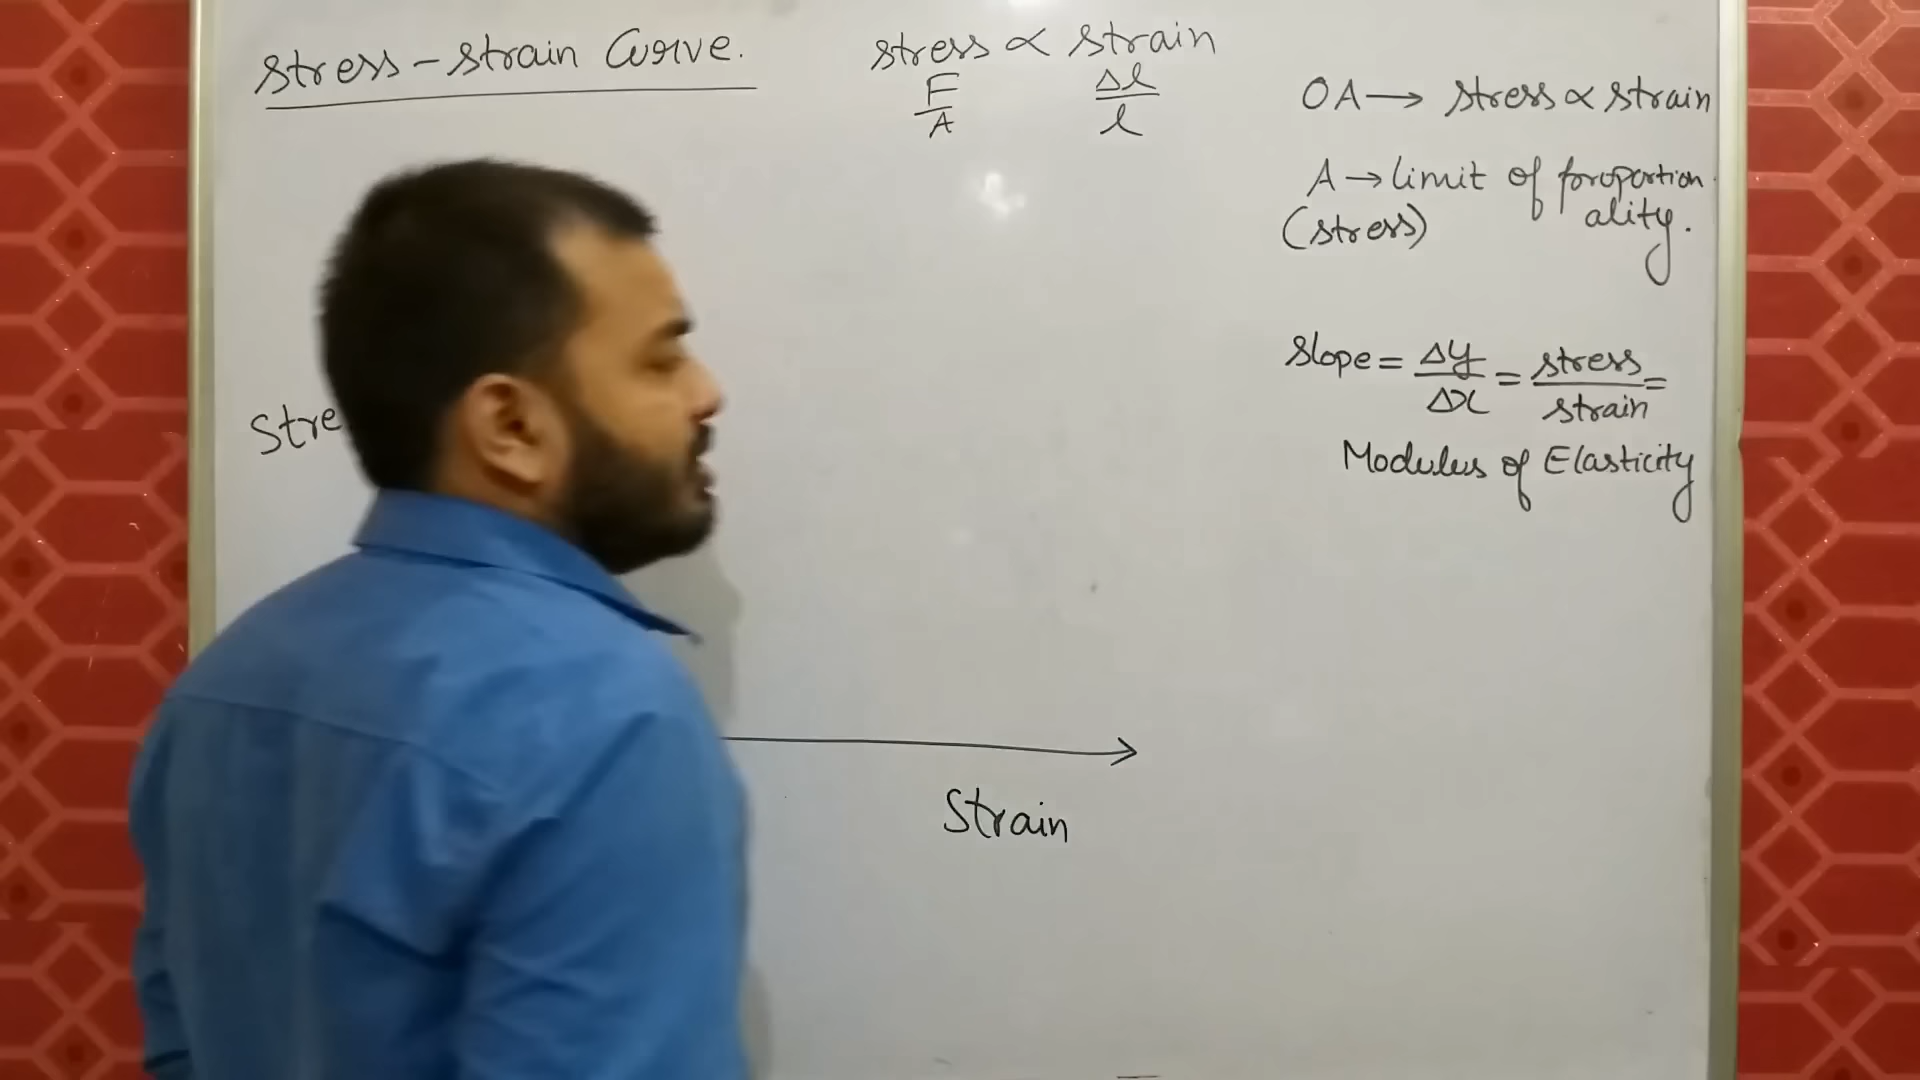 Stress-strain Curve.
stress ∝ strain
F/A Δl/l
OA → stress ∝ strain
A → limit of proportion
(stress) ality.
Slope = Δy/Δx = stress/strain =
Modulus of Elasticity
Stre
Strain